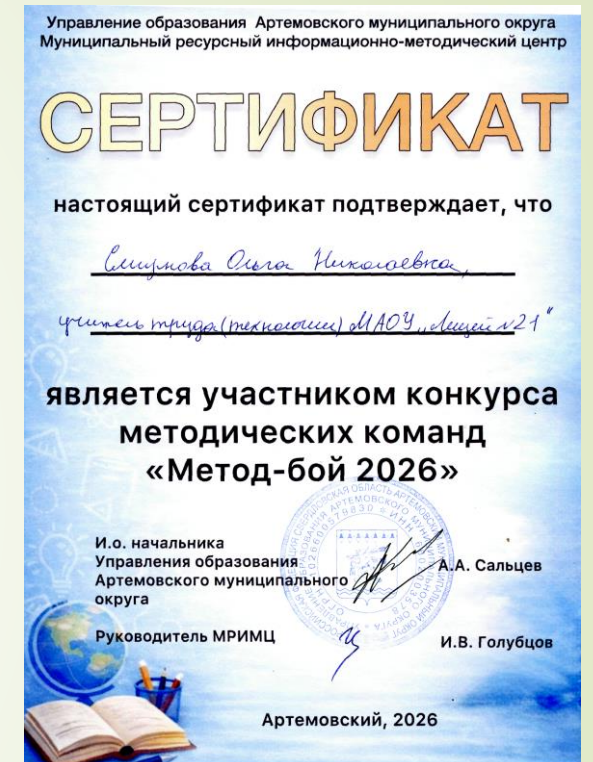 Управление образования Артемовского муниципального округа
Муниципальный ресурсный информационно-методический центр
СЕРТИФИКАТ
настоящий сертификат подтверждает, что
Ольга Николаевна,
учитель труда (технологии) МАОУ „Лицей №21"
является участником конкурса
методических команд
«Метод-бой 2026»
И.о. начальника
Управления образования
Артемовского муниципального
округа
А.А. Сальцев
Руководитель МРИМЦ
И.В. Голубцов
Артемовский, 2026